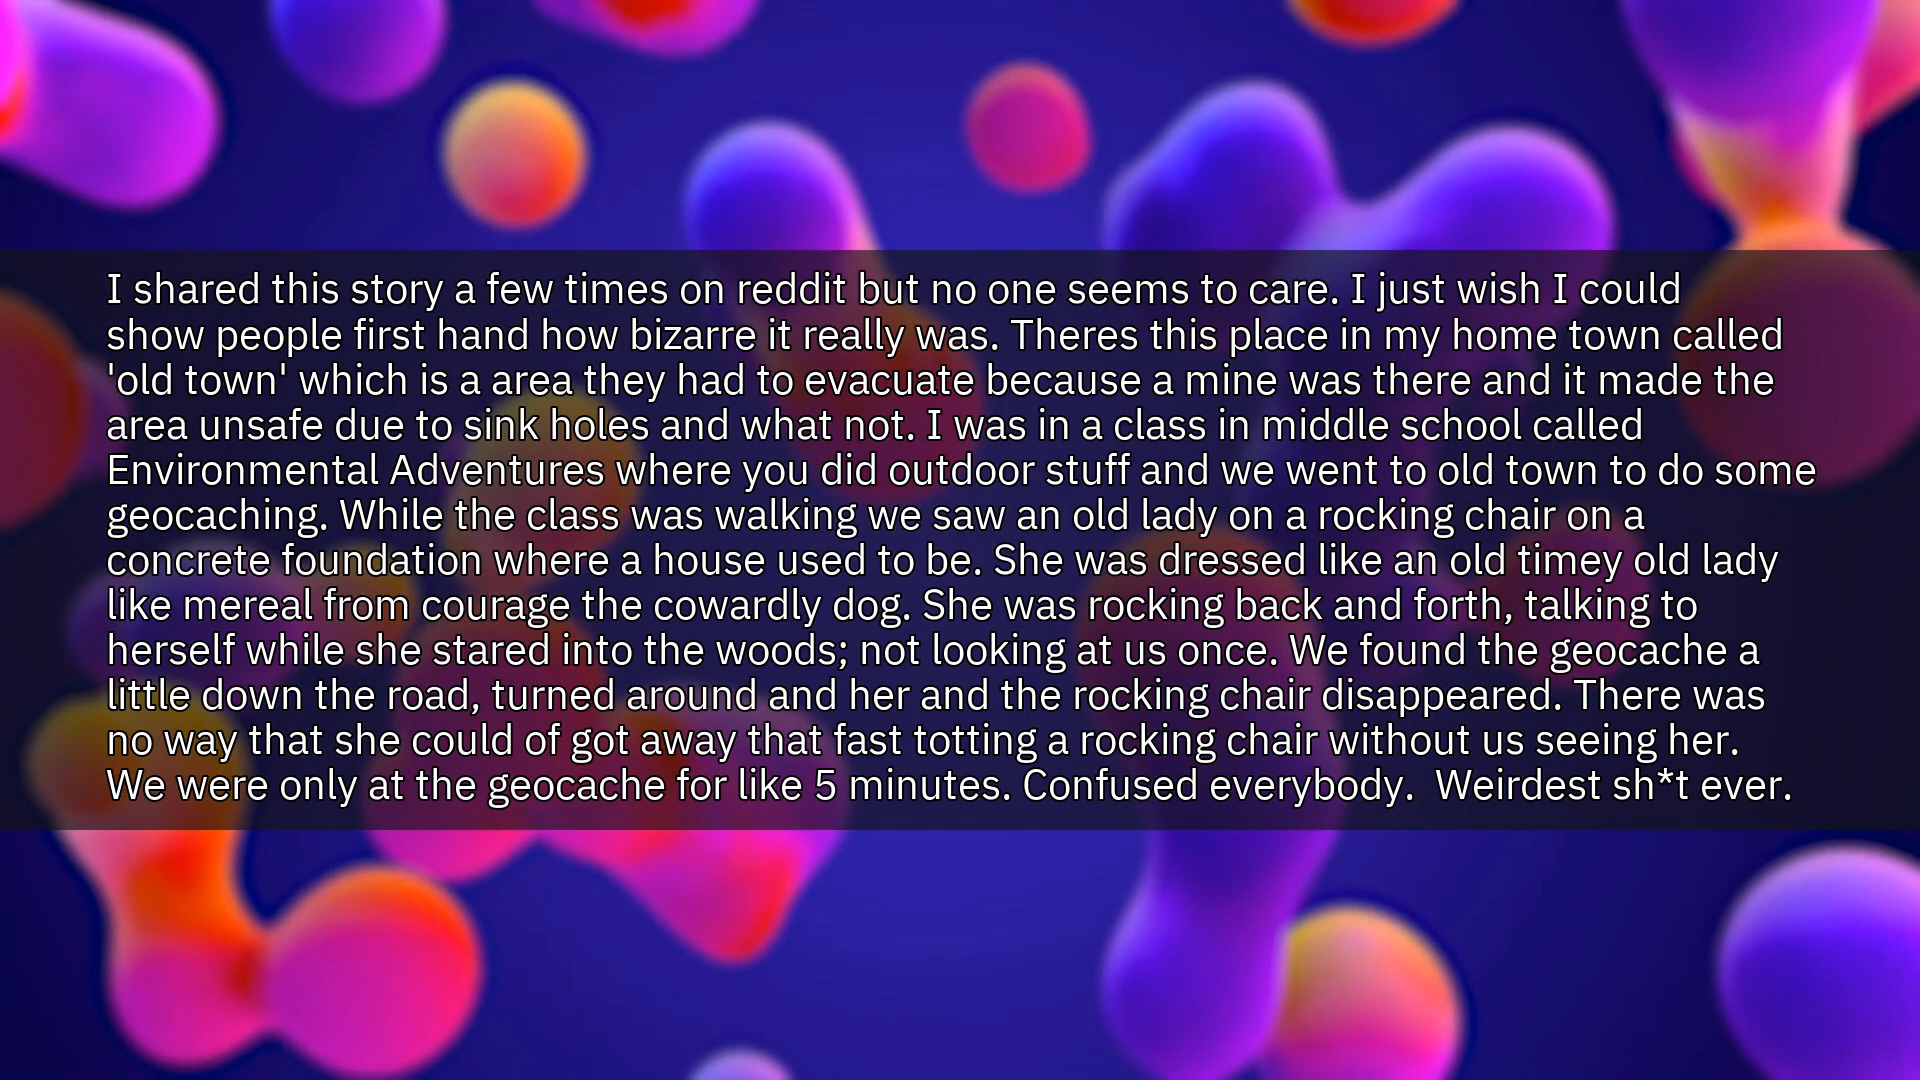 I shared this story a few times on reddit but no one seems to care. I just wish I could
show people first hand how bizarre it really was. Theres this place in my home town called
'old town' which is a area they had to evacuate because a mine was there and it made the
area unsafe due to sink holes and what not. I was in a class in middle school called
Environmental Adventures where you did outdoor stuff and we went to old town to do some
geocaching. While the class was walking we saw an old lady on a rocking chair on a
concrete foundation where a house used to be. She was dressed like an old timey old lady
like mereal from courage the cowardly dog. She was rocking back and forth, talking to
herself while she stared into the woods; not looking at us once. We found the geocache a
little down the road, turned around and her and the rocking chair disappeared. There was
no way that she could of got away that fast totting a rocking chair without us seeing her.
We were only at the geocache for like 5 minutes. Confused everybody.  Weirdest sh*t ever.